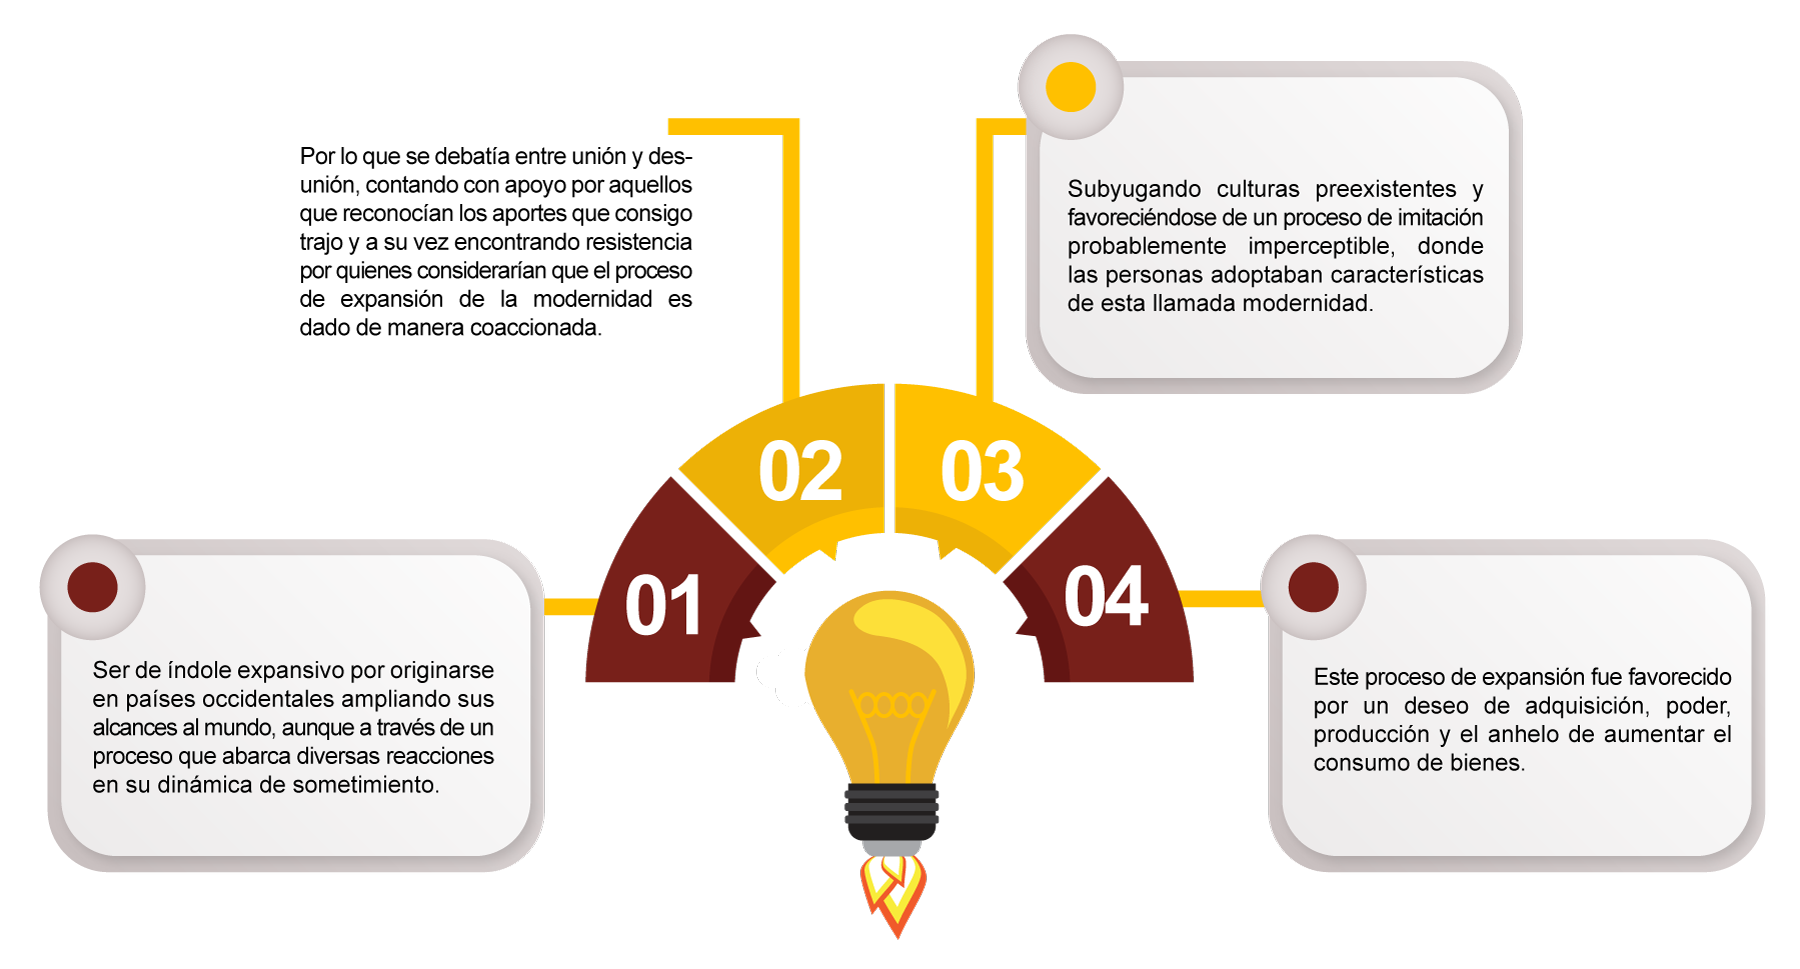 01
Ser de índole expansivo por originarse
en países occidentales ampliando sus
alcances al mundo, aunque a través de un
proceso que abarca diversas reacciones
en su dinámica de sometimiento.
02
Por lo que se debatía entre unión y des-
unión, contando con apoyo por aquellos
que reconocían los aportes que consigo
trajo y a su vez encontrando resistencia
por quienes considerarían que el proceso
de expansión de la modernidad es
dado de manera coaccionada.
03
Subyugando culturas preexistentes y
favoreciéndose de un proceso de imitación
probablemente imperceptible, donde
las personas adoptaban características
de esta llamada modernidad.
04
Este proceso de expansión fue favorecido
por un deseo de adquisición, poder,
producción y el anhelo de aumentar el
consumo de bienes.